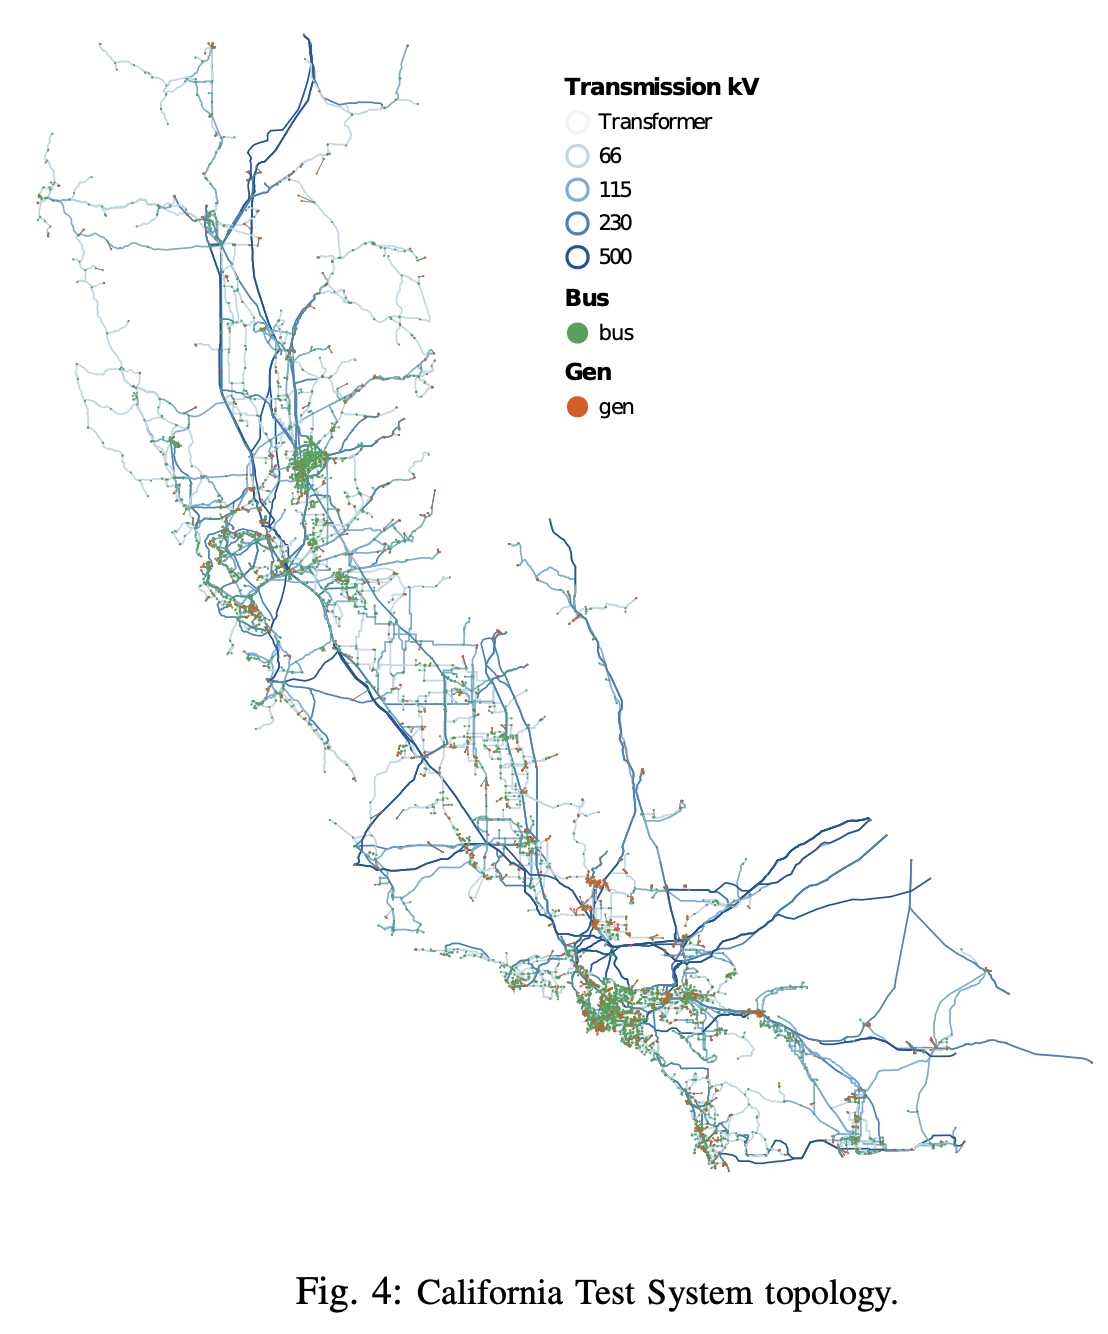 Transmission kV
Transformer
66
115
230
500
Bus
bus
Gen
gen
Fig. 4: California Test System topology.